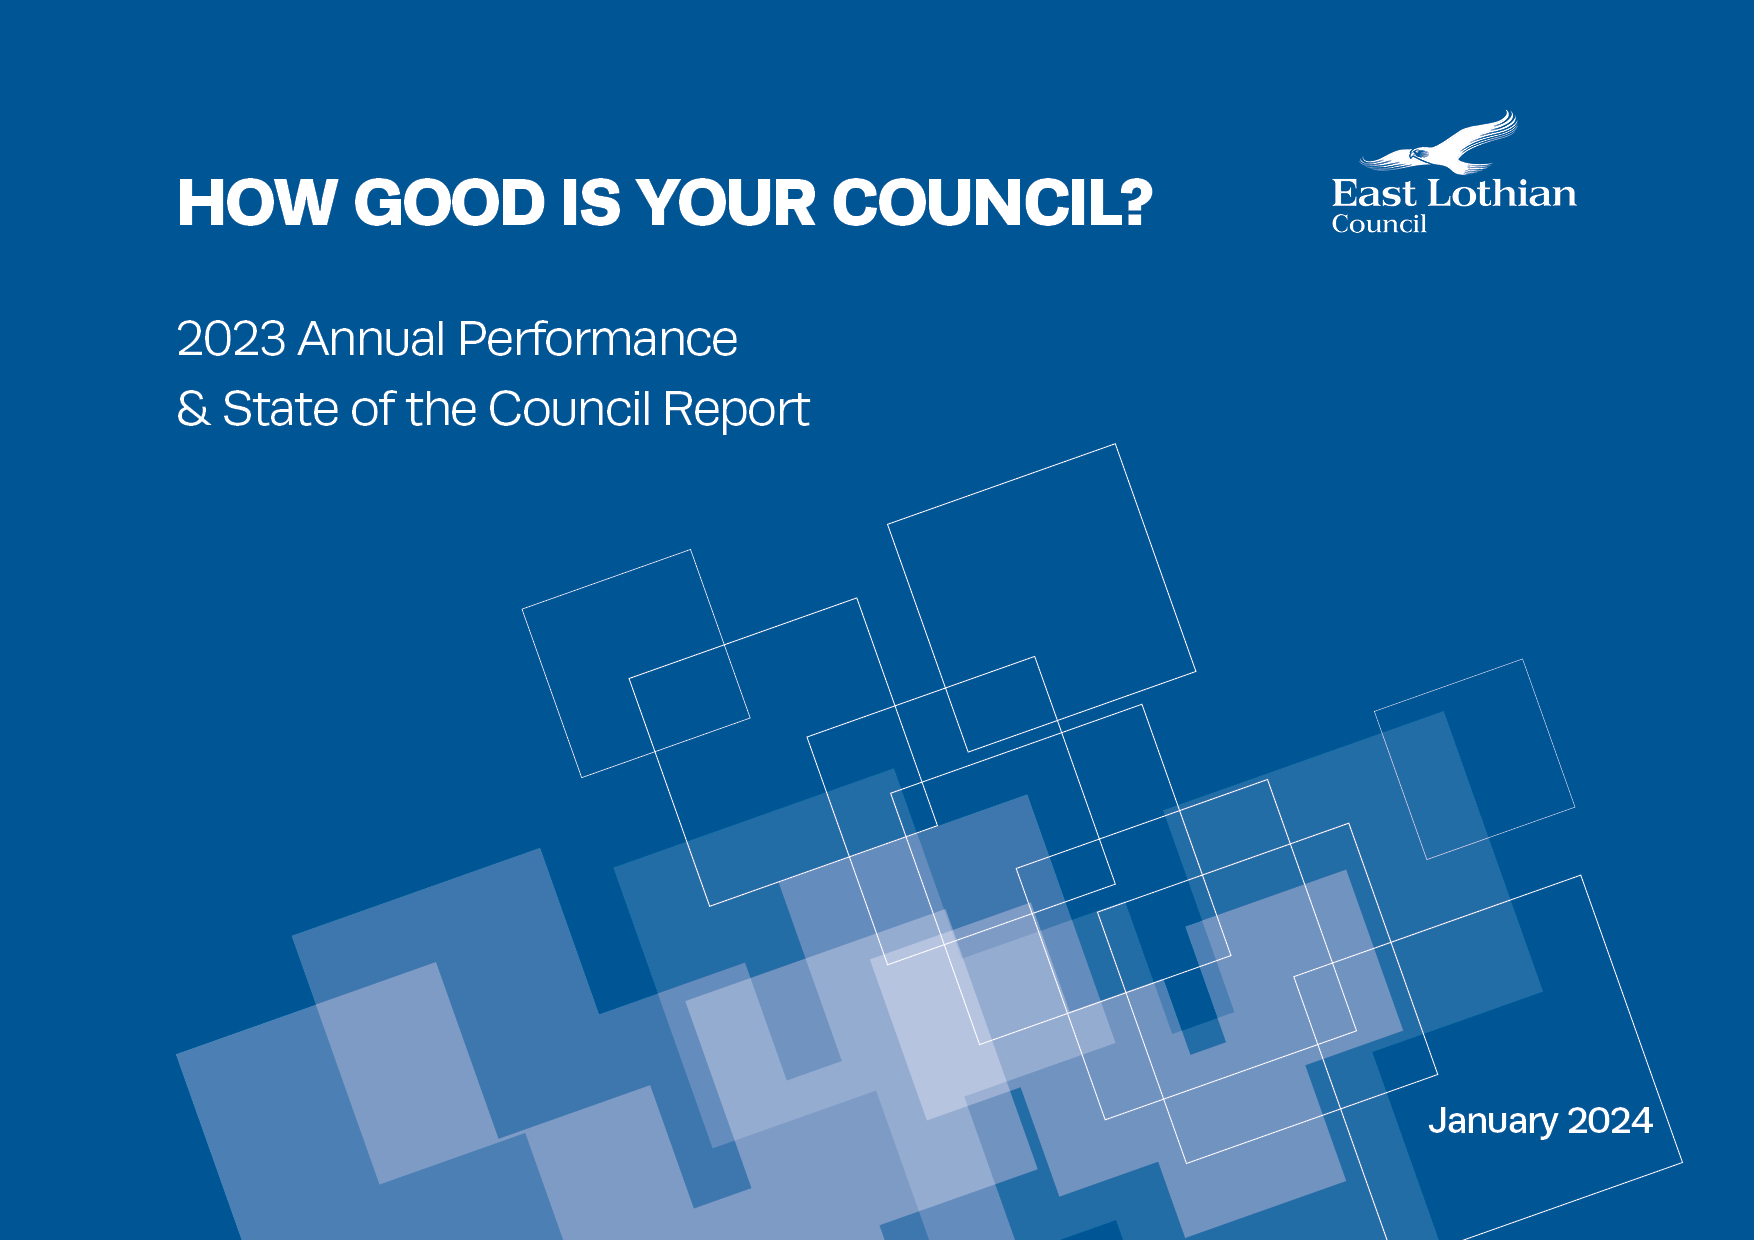 HOW GOOD IS YOUR COUNCIL?
East Lothian
Council
2023 Annual Performance
& State of the Council Report
January 2024